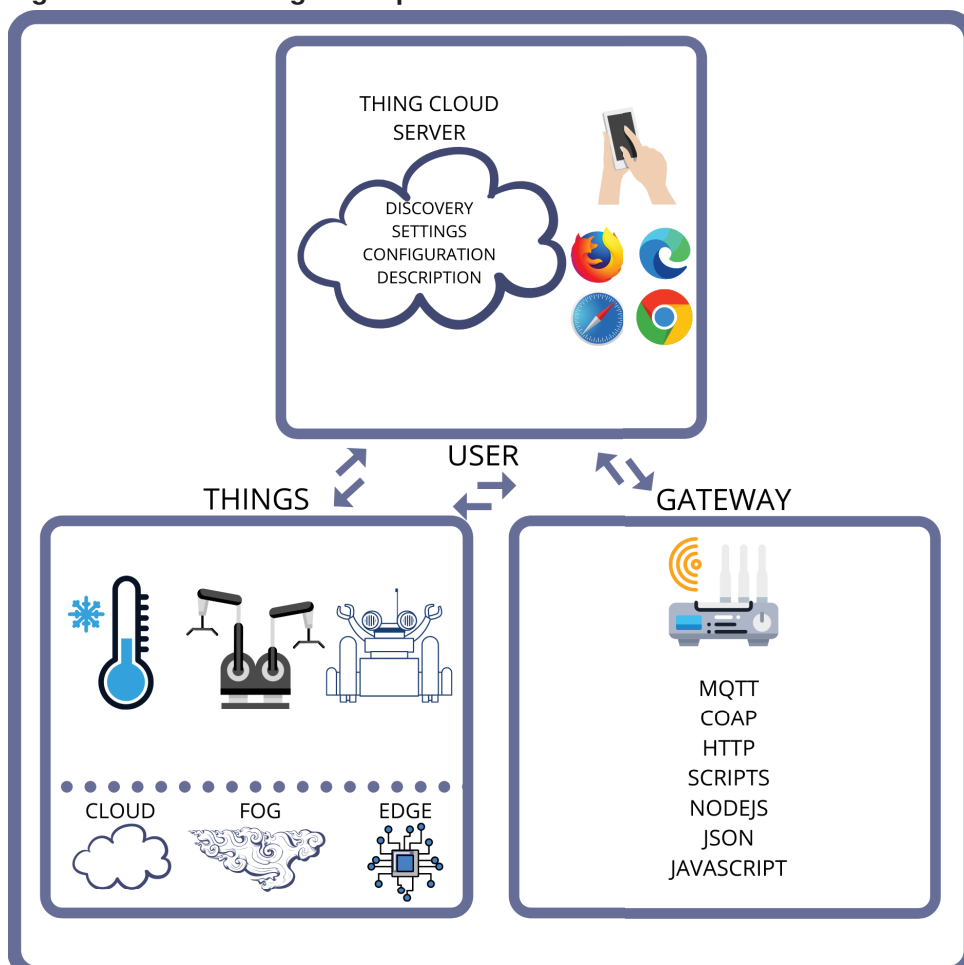 THING CLOUD
SERVER
DISCOVERY
SETTINGS
CONFIGURATION
DESCRIPTION
USER
THINGS
GATEWAY
MQTT
COAP
HTTP
SCRIPTS
NODEJS
JSON
JAVASCRIPT
CLOUD
FOG
EDGE